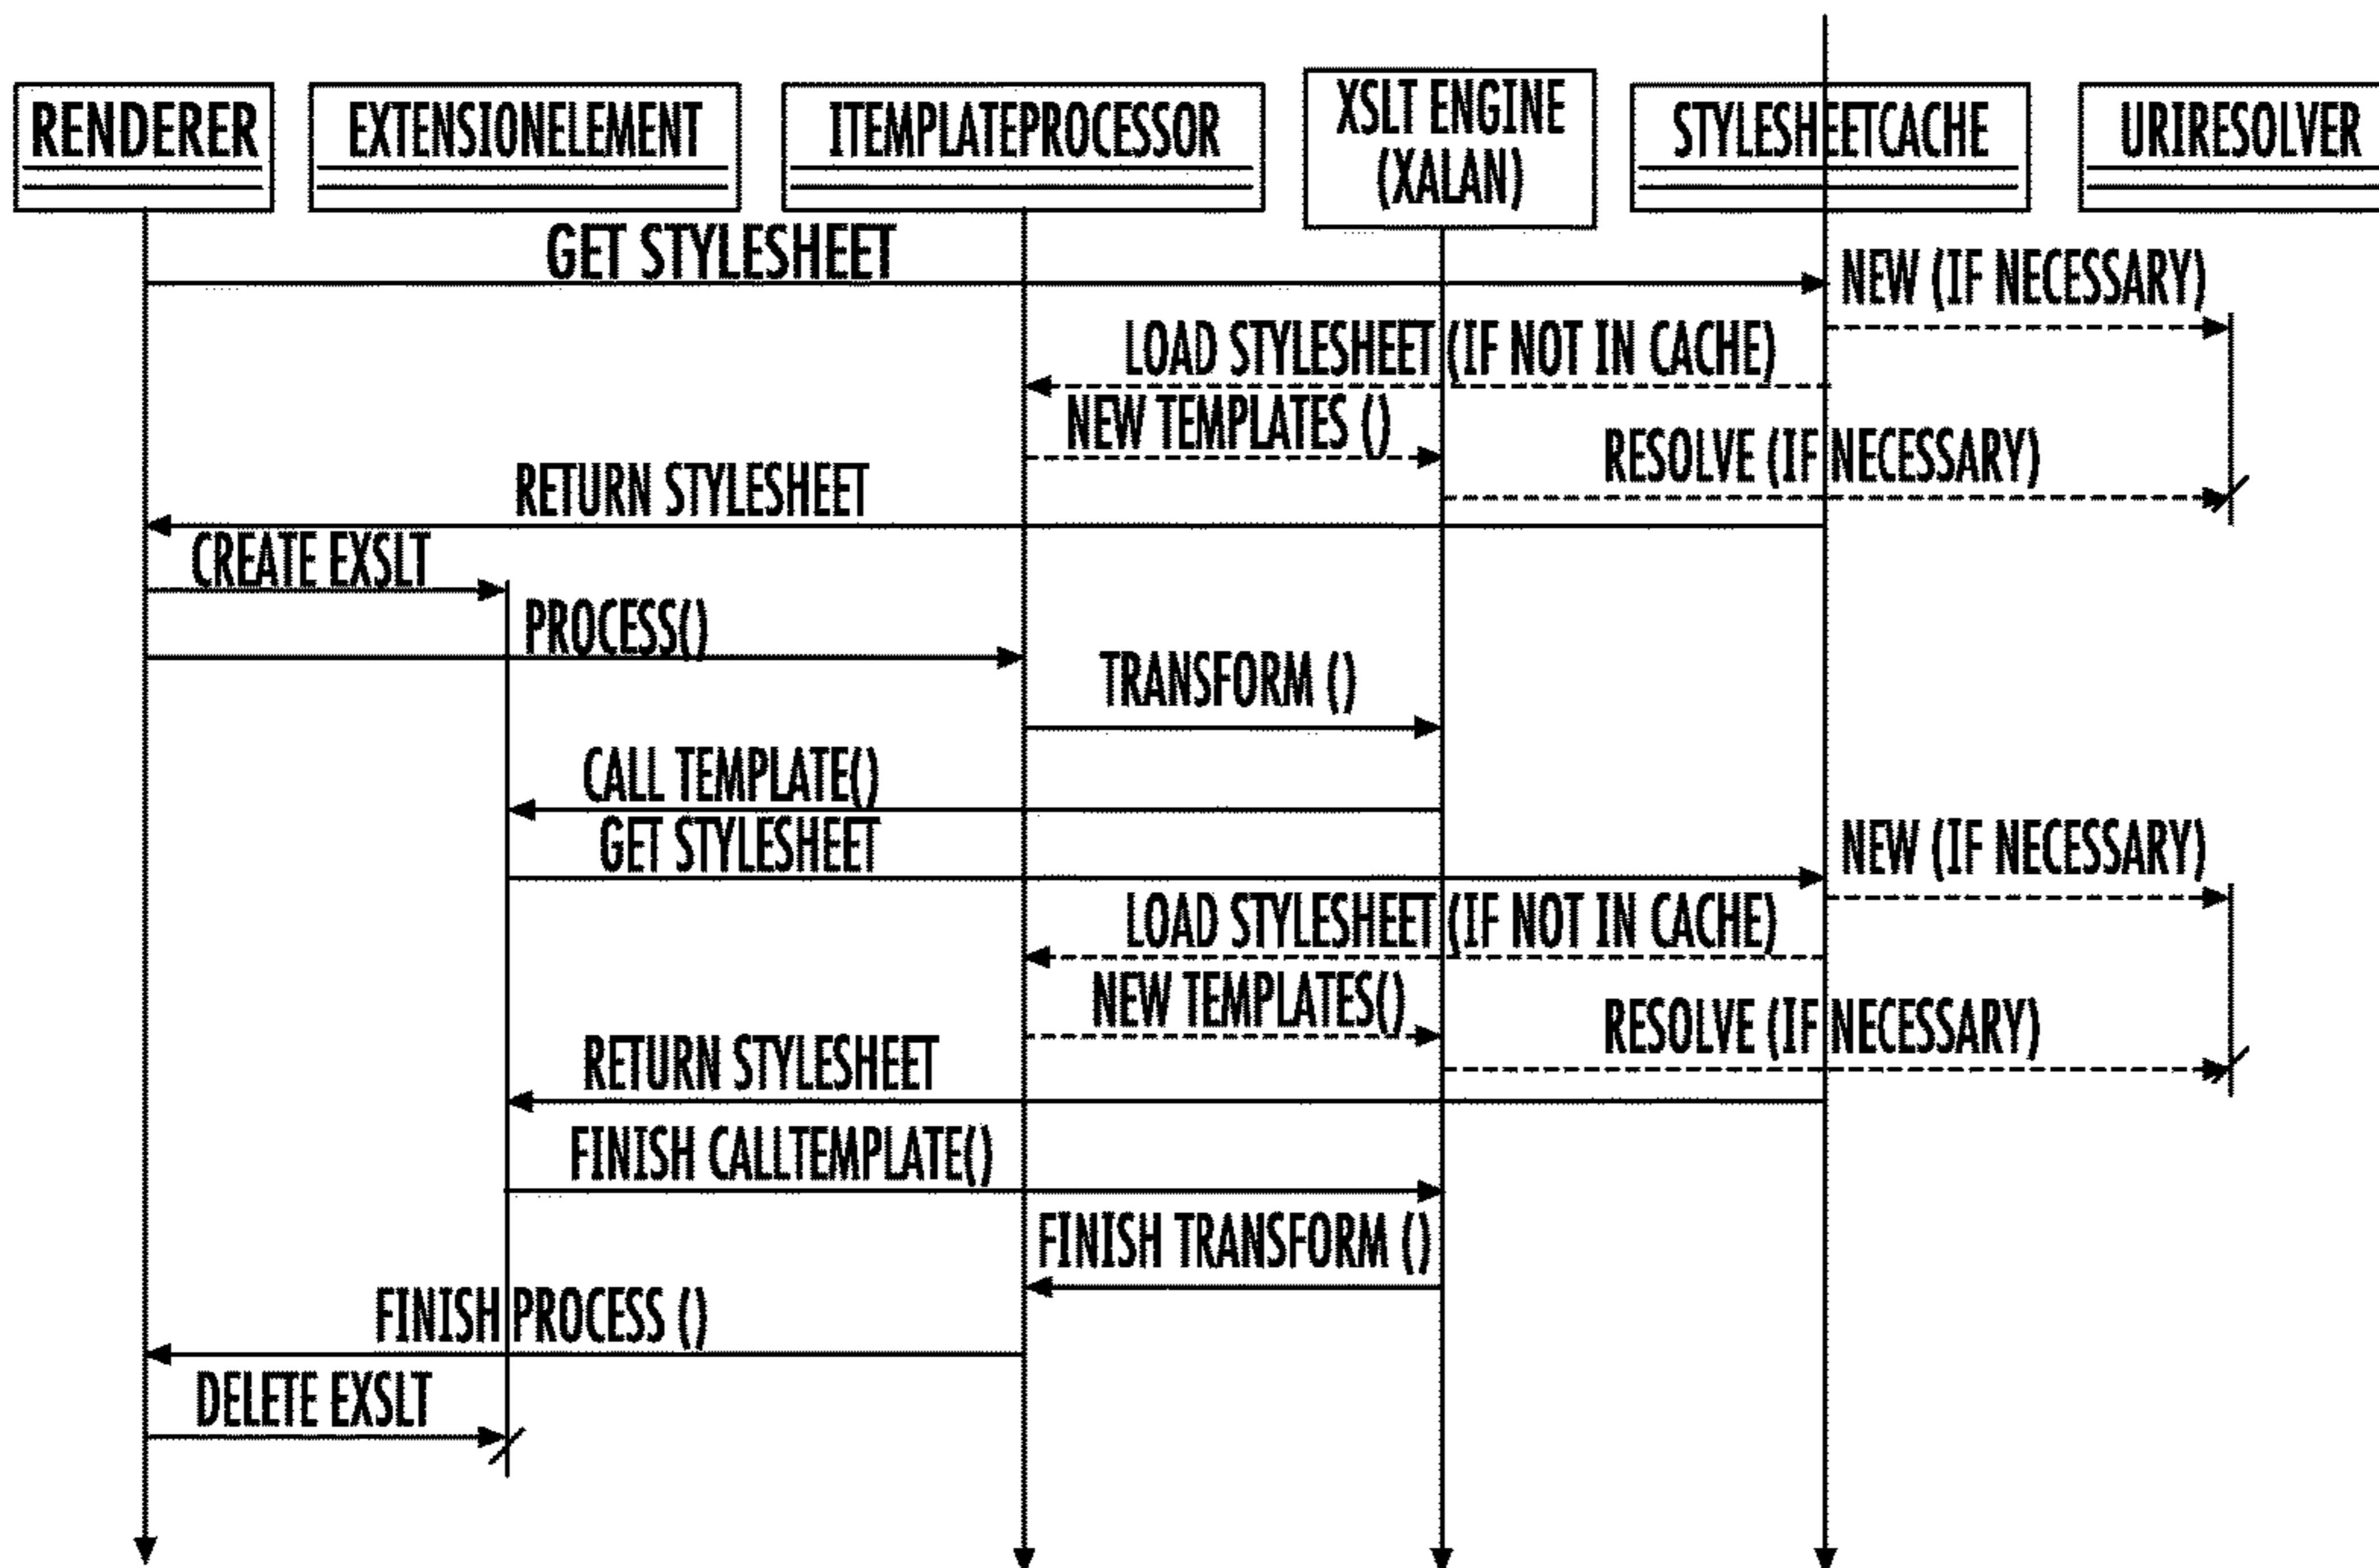 RENDERER
EXTENSIONELEMENT
ITEMPLATEPROCESSOR
XSLT ENGINE
(XALAN)
STYLESHEETCACHE
URIRESOLVER
GET STYLESHEET
NEW (IF NECESSARY)
LOAD STYLESHEET (IF NOT IN CACHE)
NEW TEMPLATES ()
RESOLVE (IF NECESSARY)
RETURN STYLESHEET
CREATE EXSLT
PROCESS()
TRANSFORM ()
CALL TEMPLATE()
GET STYLESHEET
NEW (IF NECESSARY)
LOAD STYLESHEET (IF NOT IN CACHE)
NEW TEMPLATES()
RESOLVE (IF NECESSARY)
RETURN STYLESHEET
FINISH CALLTEMPLATE()
FINISH TRANSFORM ()
FINISH PROCESS ()
DELETE EXSLT